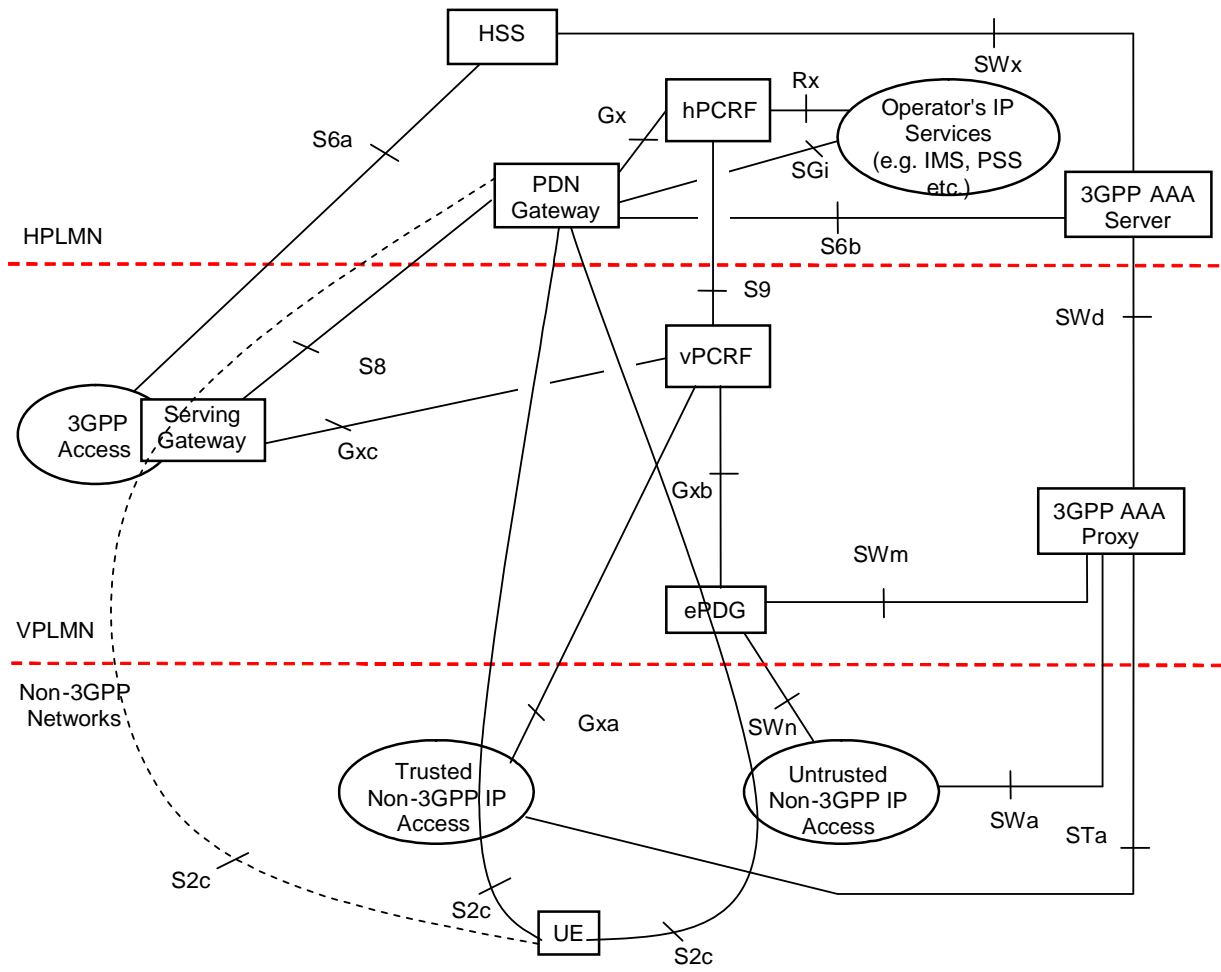 HSS
SWx
Rx
Gx
hPCRF
Operator's IP
Services
(e.g. IMS, PSS
etc.)
S6a
SGi
PDN
Gateway
3GPP AAA
Server
HPLMN
S6b
S9
SWd
vPCRF
S8
3GPP
Access
Serving
Gateway
Gxc
Gxb
3GPP AAA
Proxy
SWm
ePDG
VPLMN
Non-3GPP
Networks
Gxa
SWn
Trusted
Non-3GPP IP
Access
Untrusted
Non-3GPP IP
Access
SWa
STa
S2c
S2c
UE
S2c